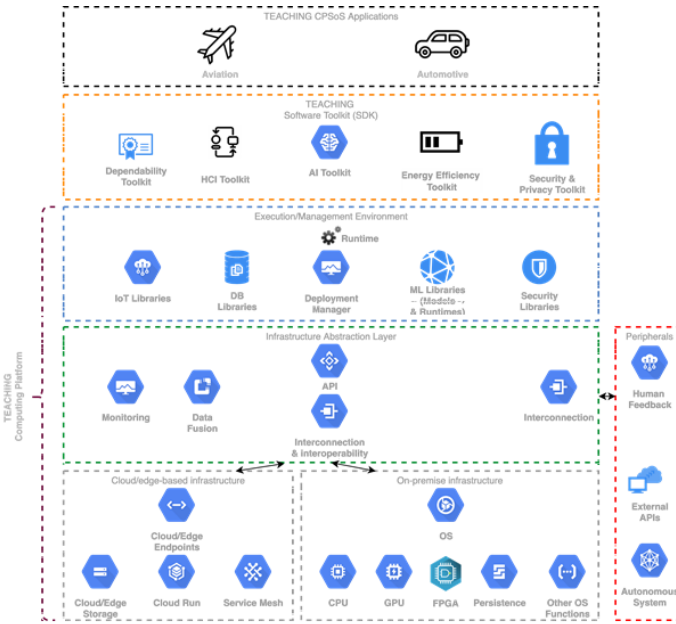 TEACHING CPSoS Applications
Aviation
Automotive
TEACHING
Software Toolkit (SDK)
Dependability
Toolkit
HCI Toolkit
AI Toolkit
Energy Efficiency
Toolkit
Security &
Privacy Toolkit
Execution/Management Environment
Runtime
IoT Libraries
DB
Libraries
Deployment
Manager
ML Libraries
(Models
& Runtimes)
Security
Libraries
TEACHING
Computing Platform
Infrastructure Abstraction Layer
API
Monitoring
Data
Fusion
Interconnection
& interoperability
Interconnection
Peripherals
Human
Feedback
External
APIs
Autonomous
System
Cloud/edge-based infrastructure
Cloud/Edge
Endpoints
Cloud/Edge
Storage
Cloud Run
Service Mesh
On-premise infrastructure
OS
CPU
GPU
FPGA
Persistence
Other OS
Functions